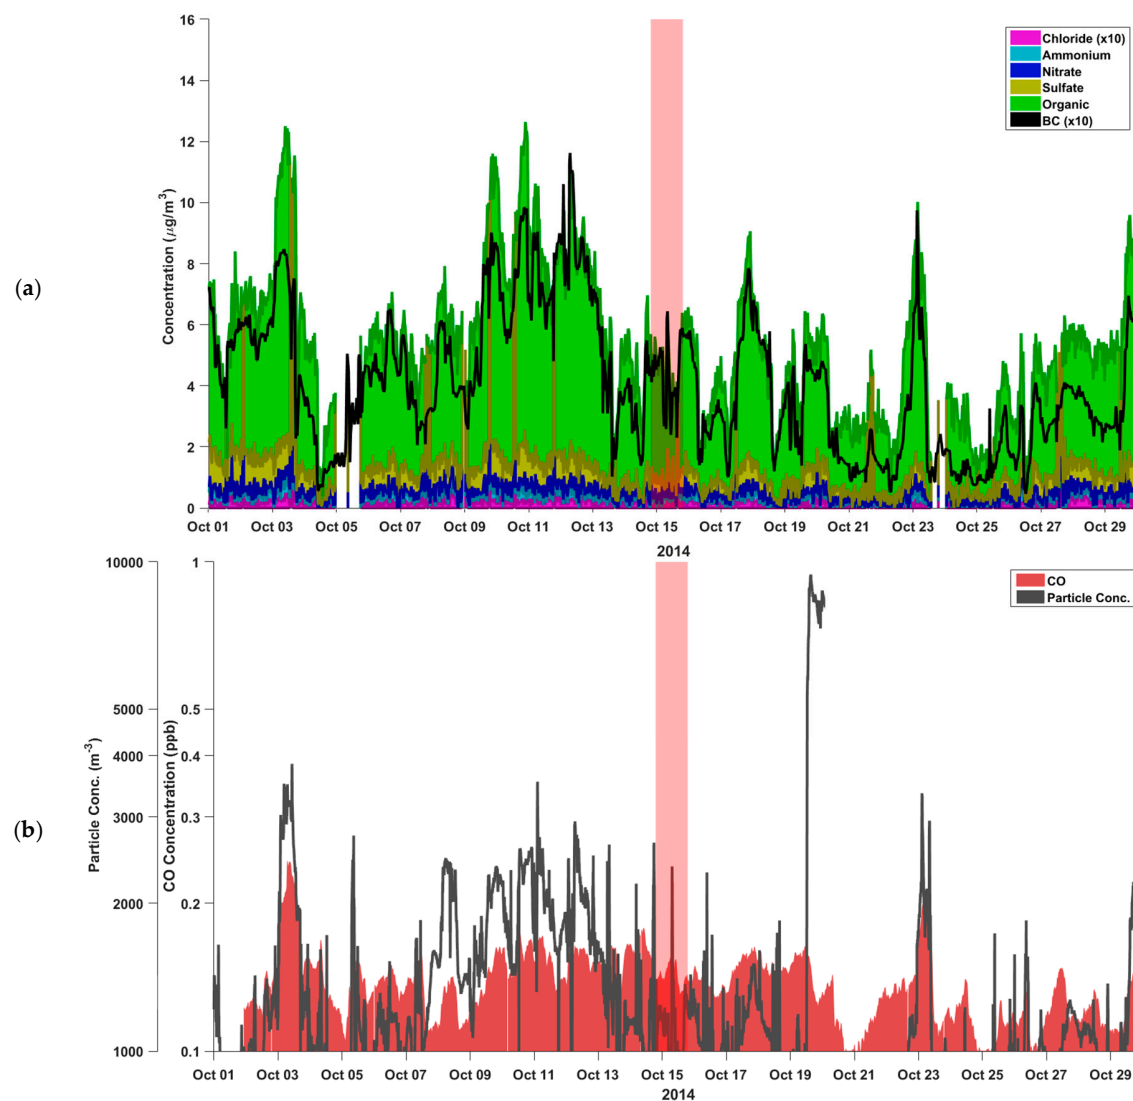 (a)
Concentration (μg/m³)
16
14
12
10
8
6
4
2
0
Chloride (x10)
Ammonium
Nitrate
Sulfate
Organic
BC (x10)
Oct 01 Oct 03 Oct 05 Oct 07 Oct 09 Oct 11 Oct 13 Oct 15 Oct 17 Oct 19 Oct 21 Oct 23 Oct 25 Oct 27 Oct 29
2014
(b)
Particle Conc. (m⁻³)
10000
5000
4000
3000
2000
1000
CO Concentration (ppb)
1
0.5
0.4
0.3
0.2
0.1
CO
Particle Conc.
Oct 01 Oct 03 Oct 05 Oct 07 Oct 09 Oct 11 Oct 13 Oct 15 Oct 17 Oct 19 Oct 21 Oct 23 Oct 25 Oct 27 Oct 29
2014